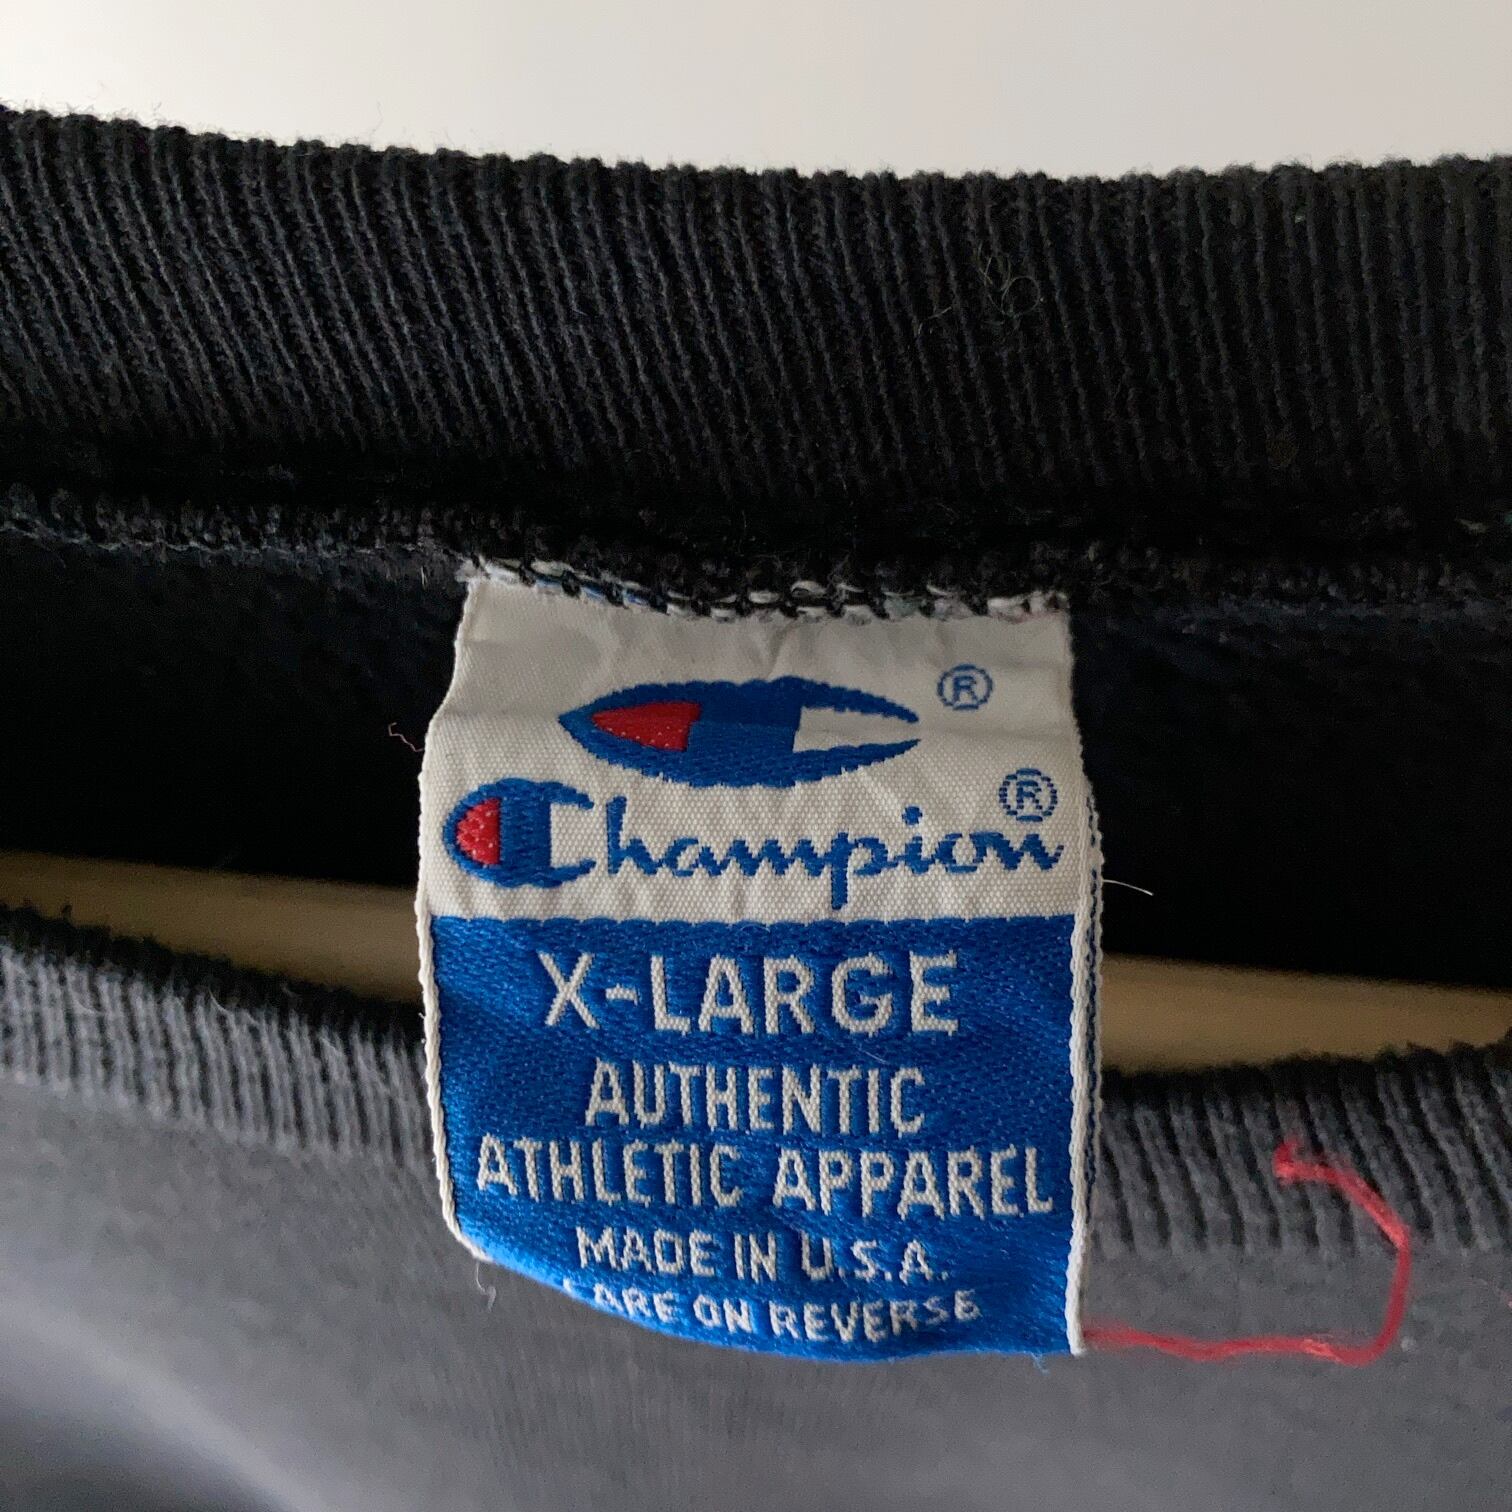 ®
Champion ®
X-LARGE
AUTHENTIC
ATHLETIC APPAREL
MADE IN U.S.A.
CARE ON REVERSE